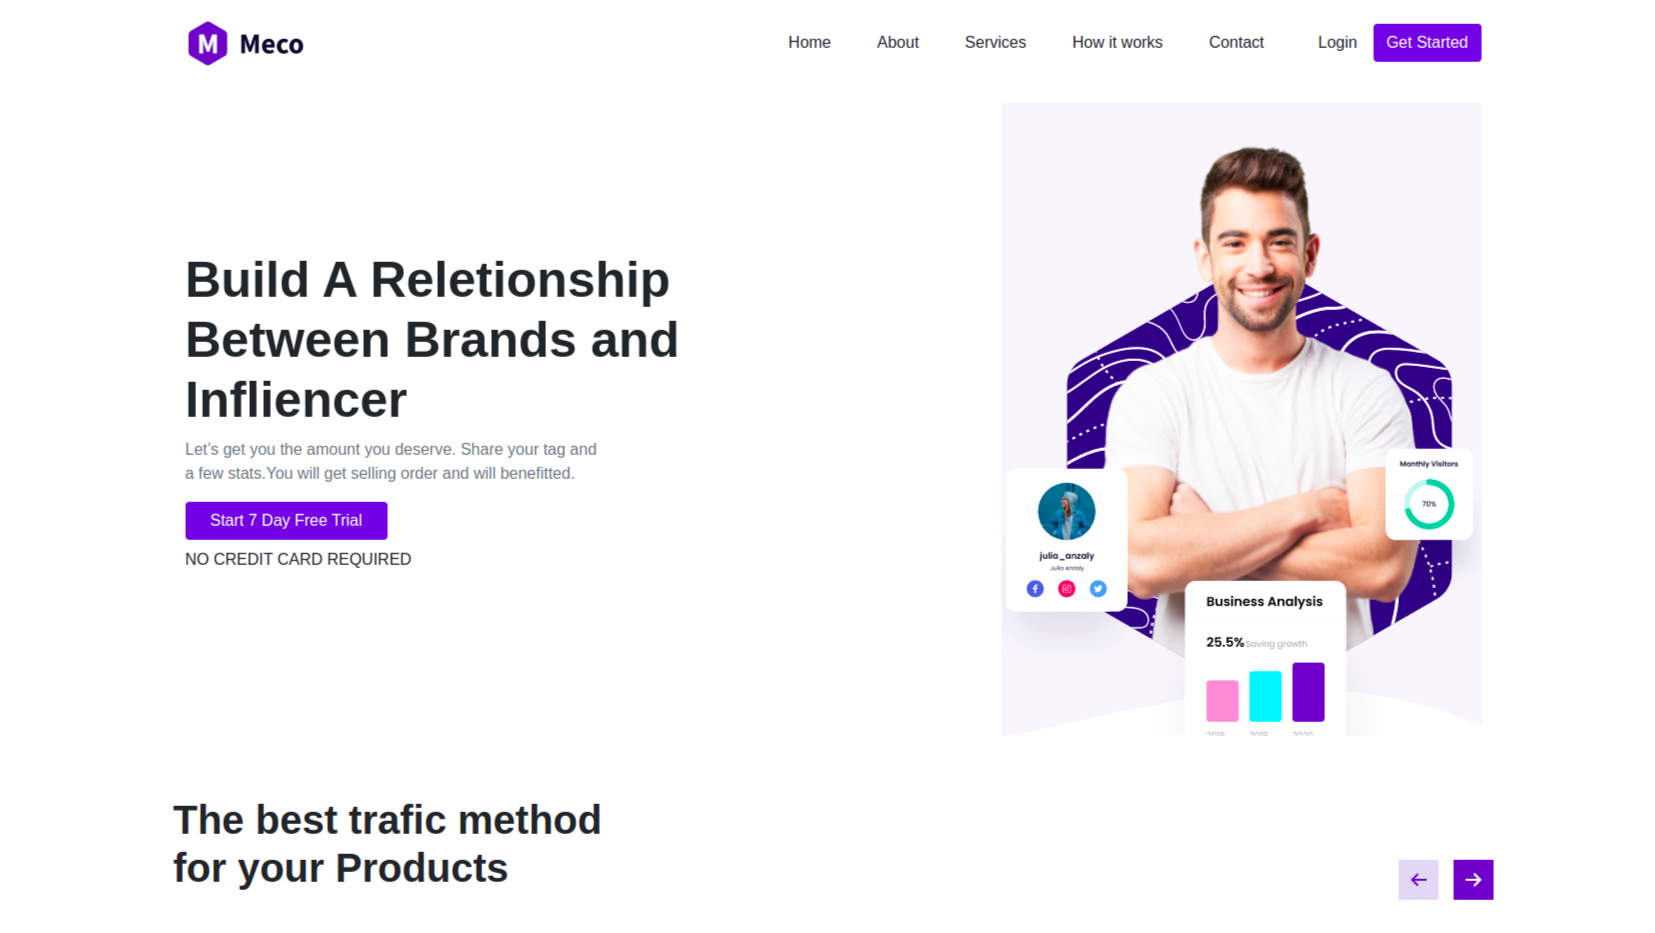 M Meco
Home About Services How it works Contact Login Get Started
Build A Reletionship
Between Brands and
Infliencer
Let’s get you the amount you deserve. Share your tag and
a few stats.You will get selling order and will benefitted.
Start 7 Day Free Trial
NO CREDIT CARD REQUIRED
Monthly Visitors
70%
julia_anzaly
Julia Anzaly
Business Analysis
25.5% Saving growth
2018 2019 2020
The best trafic method
for your Products